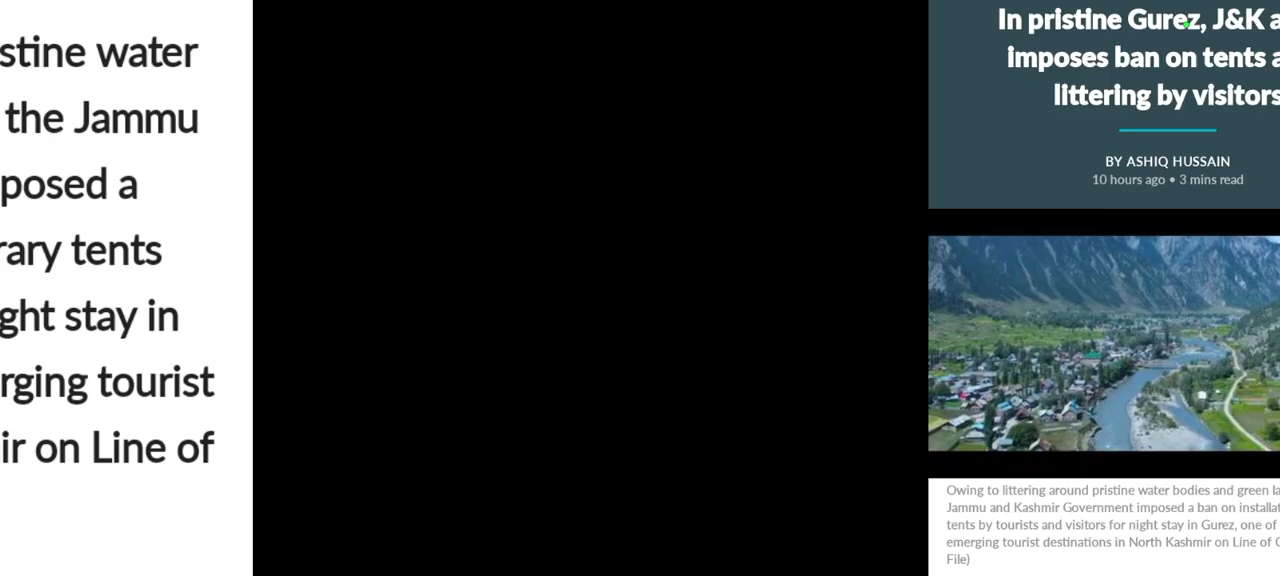 stine water
the Jammu
posed a
rary tents
ght stay in
rging tourist
ir on Line of
In pristine Gurez, J&K a
imposes ban on tents a
littering by visitors
BY ASHIQ HUSSAIN
10 hours ago • 3 mins read
Owing to littering around pristine water bodies and green la
Jammu and Kashmir Government imposed a ban on installat
tents by tourists and visitors for night stay in Gurez, one of
emerging tourist destinations in North Kashmir on Line of C
File)